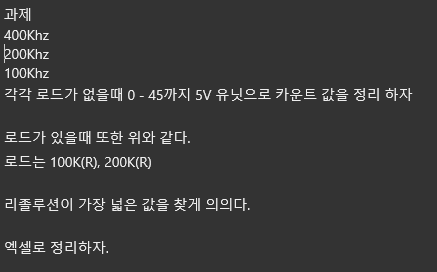 과제
400Khz
200Khz
100Khz
각각 로드가 없을때 0 - 45까지 5V 유닛으로 카운트 값을 정리 하자
로드가 있을때 또한 위와 같다.
로드는 100K(R), 200K(R)
리졸루션이 가장 넓은 값을 찾게 의의다.
엑셀로 정리하자.